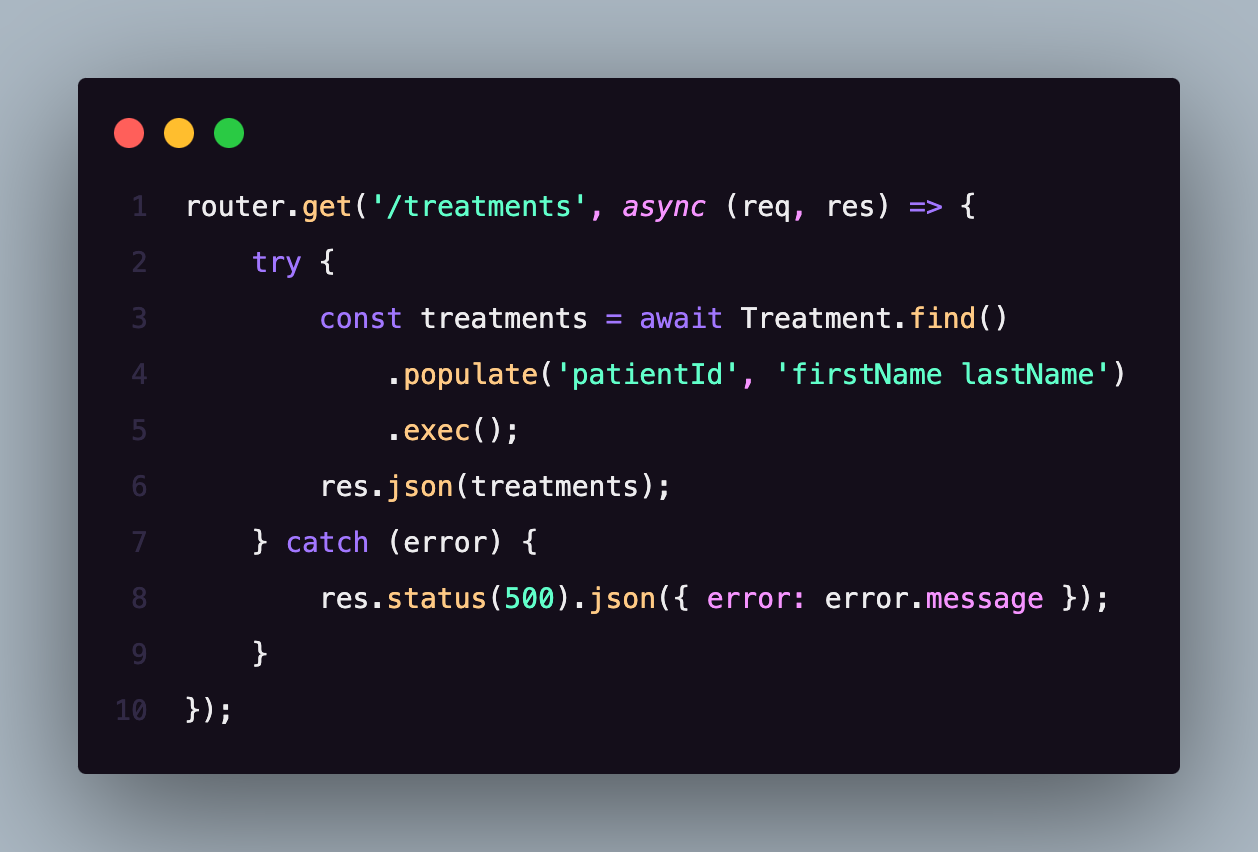 1 router.get('/treatments', async (req, res) => {
2     try {
3         const treatments = await Treatment.find()
4             .populate('patientId', 'firstName lastName')
5             .exec();
6         res.json(treatments);
7     } catch (error) {
8         res.status(500).json({ error: error.message });
9     }
10 });